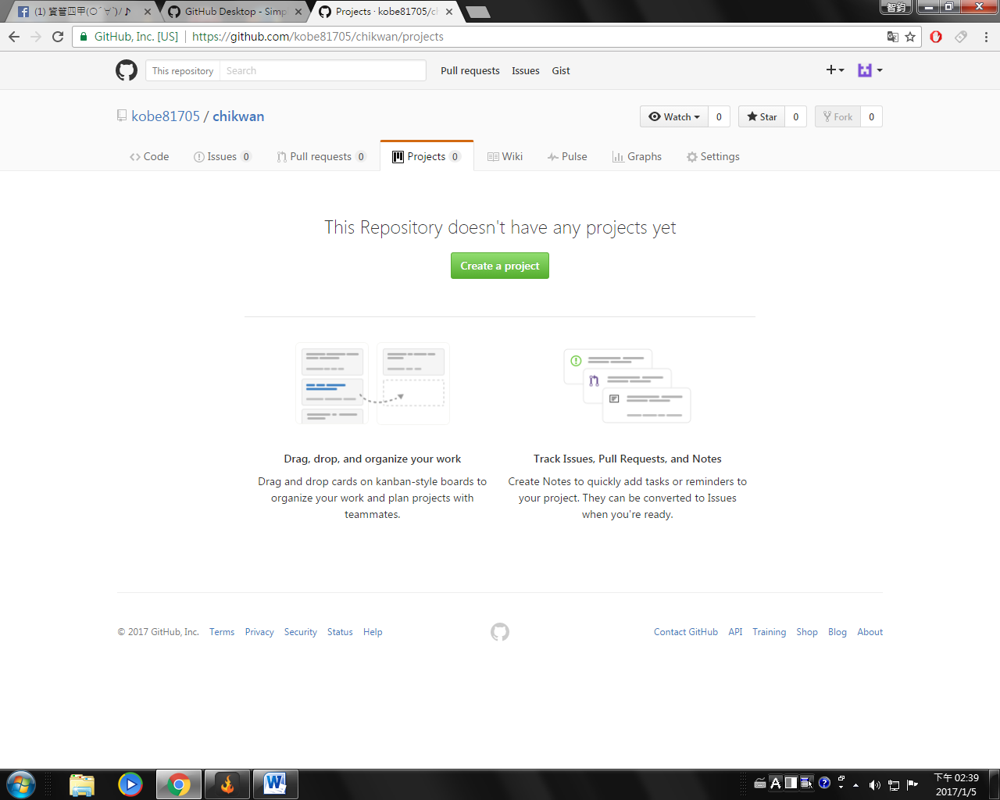 (1) 資管四甲(○ˊ∀ˋ)/♪
GitHub Desktop - Simp
Projects · kobe81705/ch
智鈞
GitHub, Inc. [US]
https://github.com/kobe81705/chikwan/projects
This repository
Search
Pull requests
Issues
Gist
kobe81705 / chikwan
Watch
0
Star
0
Fork
0
Code
Issues 0
Pull requests 0
Projects 0
Wiki
Pulse
Graphs
Settings
This Repository doesn't have any projects yet
Create a project
Drag, drop, and organize your work
Drag and drop cards on kanban-style boards to
organize your work and plan projects with
teammates.
Track Issues, Pull Requests, and Notes
Create Notes to quickly add tasks or reminders to
your project. They can be converted to Issues
when you're ready.
© 2017 GitHub, Inc.
Terms
Privacy
Security
Status
Help
Contact GitHub
API
Training
Shop
Blog
About
下午 02:39
2017/1/5